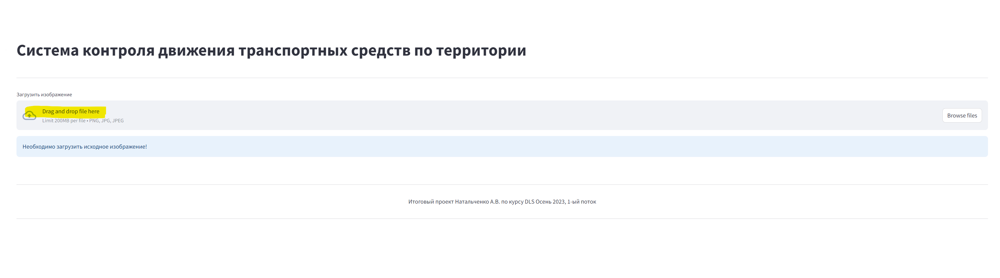 Система контроля движения транспортных средств по территории
Загрузить изображение
Drag and drop file here
Limit 200MB per file • PNG, JPG, JPEG
Browse files
Необходимо загрузить исходное изображение!
Итоговый проект Натальченко А.В. по курсу DLS Осень 2023, 1-ый поток